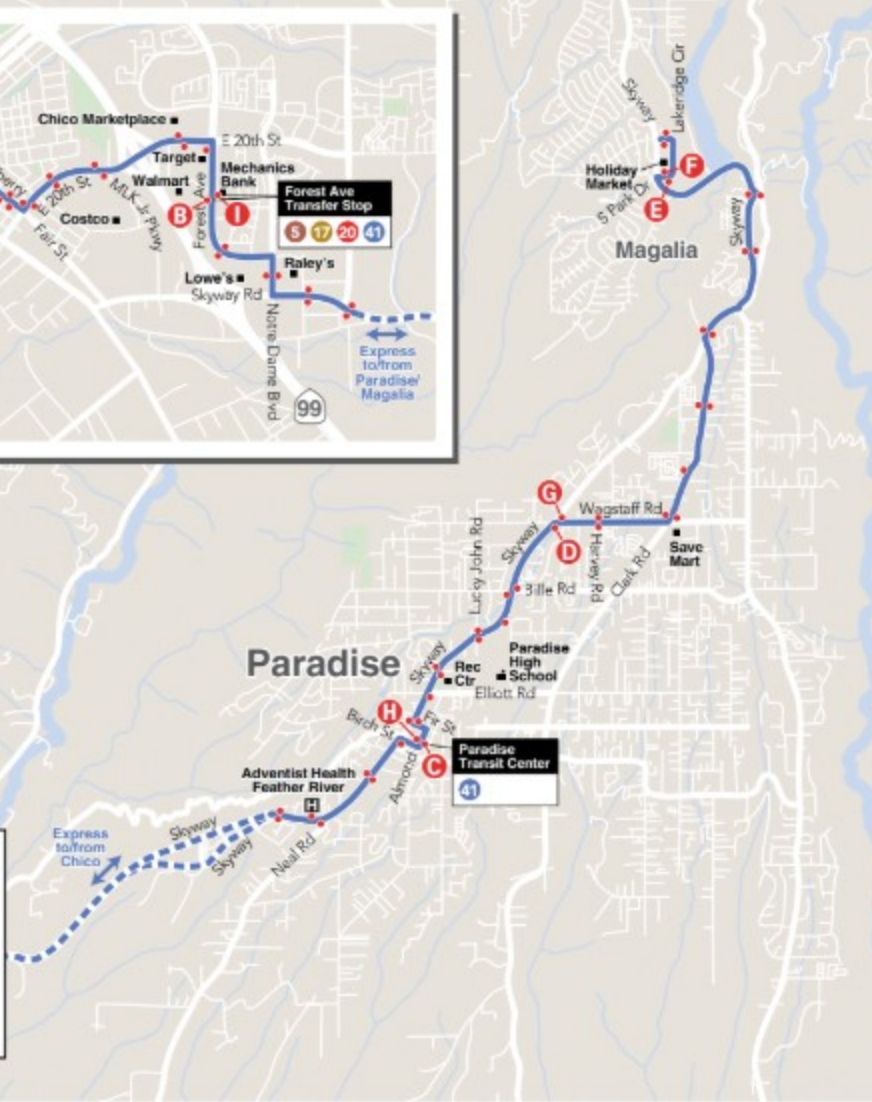 Chico Marketplace
E 20th St
Target
Mechanics
Bank
Walmart
E 20th St
MLK Jr Pkwy
Costco
Fair St
Forest Ave
B
I
Forest Ave
Transfer Stop
5 17 20 41
Lowe's
Raley's
Skyway Rd
Notre Dame Blvd
Express
to/from
Paradise/
Magalia
99
Skyway
Lakeridge Cir
Holiday
Market
F
S Park Dr
E
Magalia
Skyway
G
Wagstaff Rd
Skyway
D
Harvey Rd
Clark Rd
Save
Mart
Lucky John Rd
Bille Rd
Paradise
Skyway
Rec
Ctr
Paradise
High
School
Elliott Rd
H
Birch St
Fir St
C
Almond
Paradise
Transit Center
41
Adventist Health
Feather River
H
Neal Rd
Skyway
Skyway
Express
to/from
Chico